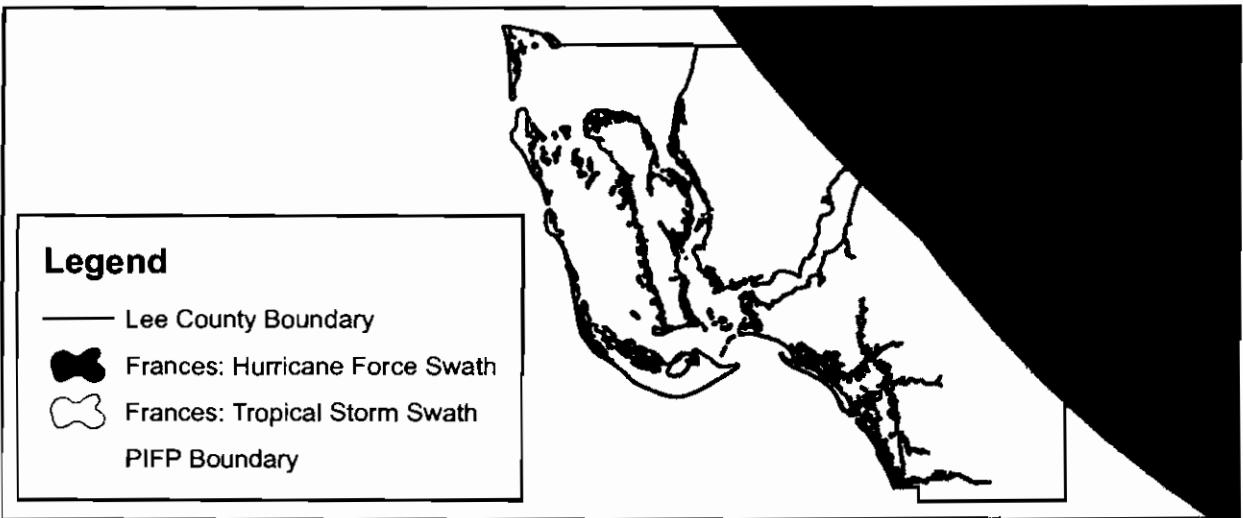 Legend
Lee County Boundary
Frances: Hurricane Force Swath
Frances: Tropical Storm Swath
PIFP Boundary